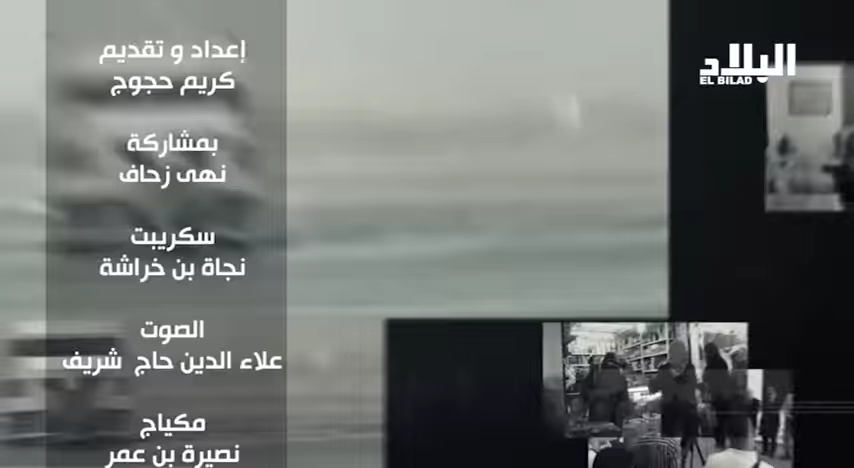 إعداد و تقديم
كريم حجوج
بمشاركة
نهى زحاف
سكريبت
نجاة بن خراشة
الصوت
علاء الدين حاج شريف
مكياج
نصيرة بن عمر
البلاد
EL BILAD